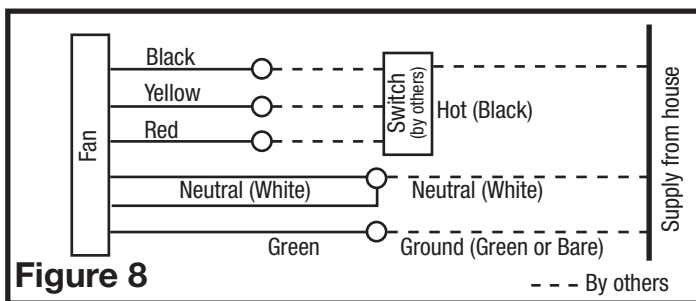 Black
Yellow
Red
Fan
Switch
(by others)
Hot (Black)
Supply from house
Neutral (White)
Neutral (White)
Green
Ground (Green or Bare)
Figure 8
By others